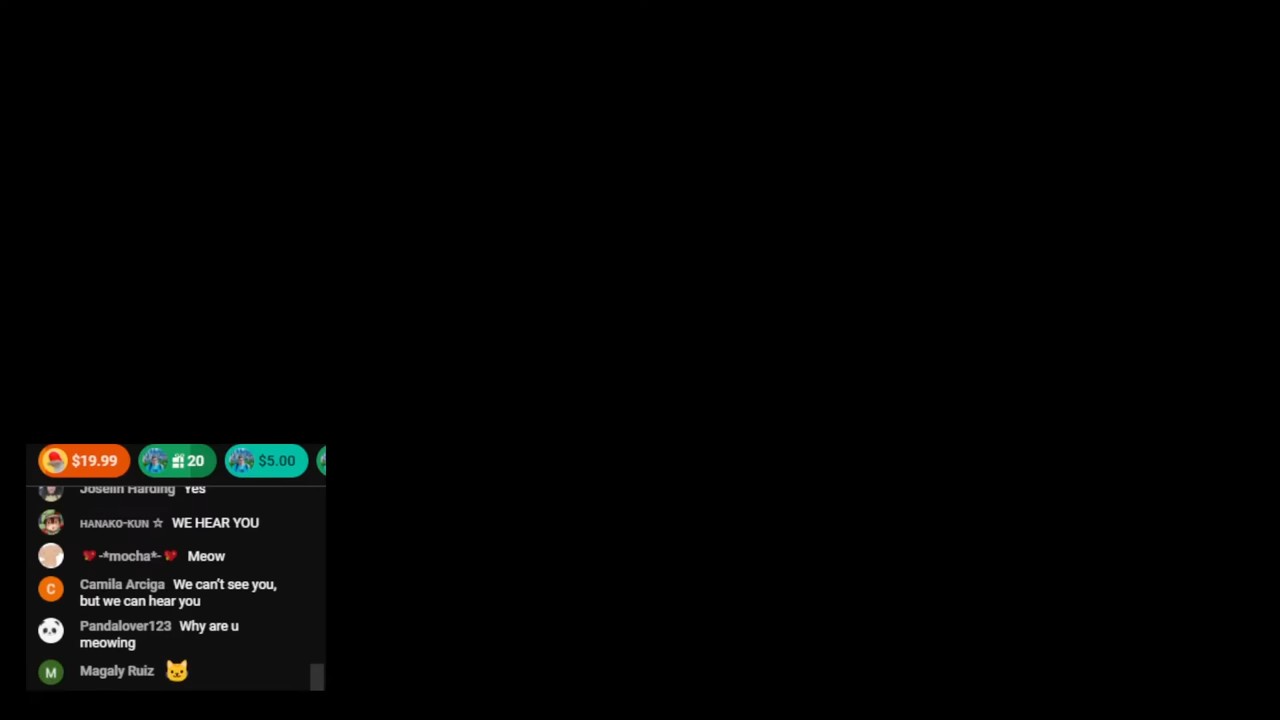 $19.99 20 $5.00
Joselin Harding Yes
HANAKO-KUN ☆ WE HEAR YOU
-*mocha*- Meow
C Camila Arciga We can't see you,
but we can hear you
Pandalover123 Why are u
meowing
M Magaly Ruiz